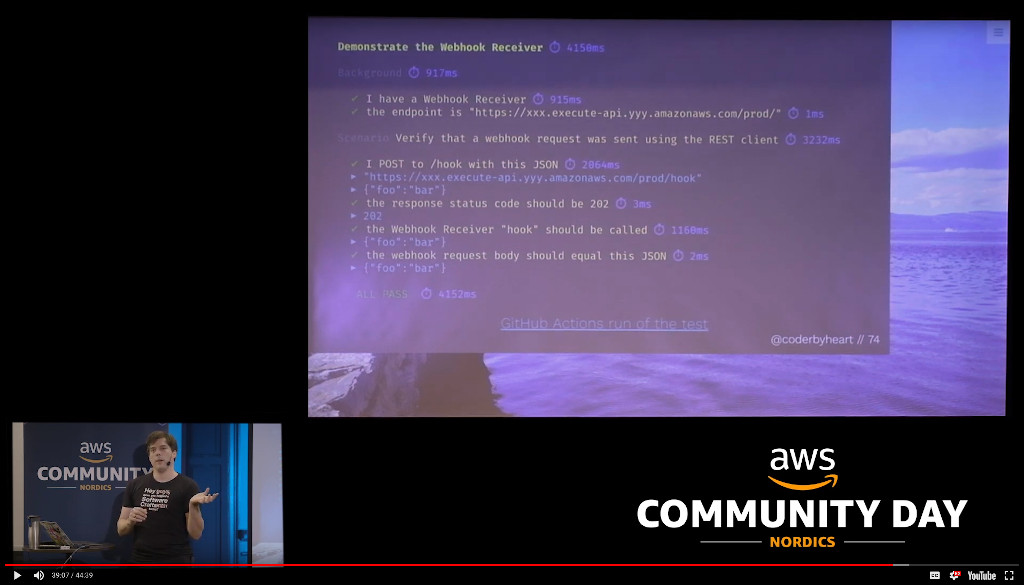 Demonstrate the Webhook Receiver 4150ms
Background 917ms
✓ I have a Webhook Receiver 915ms
✓ the endpoint is "https://xxx.execute-api.yyy.amazonaws.com/prod/" 1ms
Scenario Verify that a webhook request was sent using the REST client 3232ms
✓ I POST to /hook with this JSON 2064ms
▶ "https://xxx.execute-api.yyy.amazonaws.com/prod/hook"
▶ {"foo":"bar"}
✓ the response status code should be 202 3ms
▶ 202
✓ the Webhook Receiver "hook" should be called 1160ms
▶ {"foo":"bar"}
✓ the webhook request body should equal this JSON 2ms
▶ {"foo":"bar"}
ALL PASS 4152ms
GitHub Actions run of the test
@coderbyheart // 74
aws
COMMUNITY
NORDICS
Software
aws
COMMUNITY DAY
NORDICS
39:07 / 44:39
YouTube